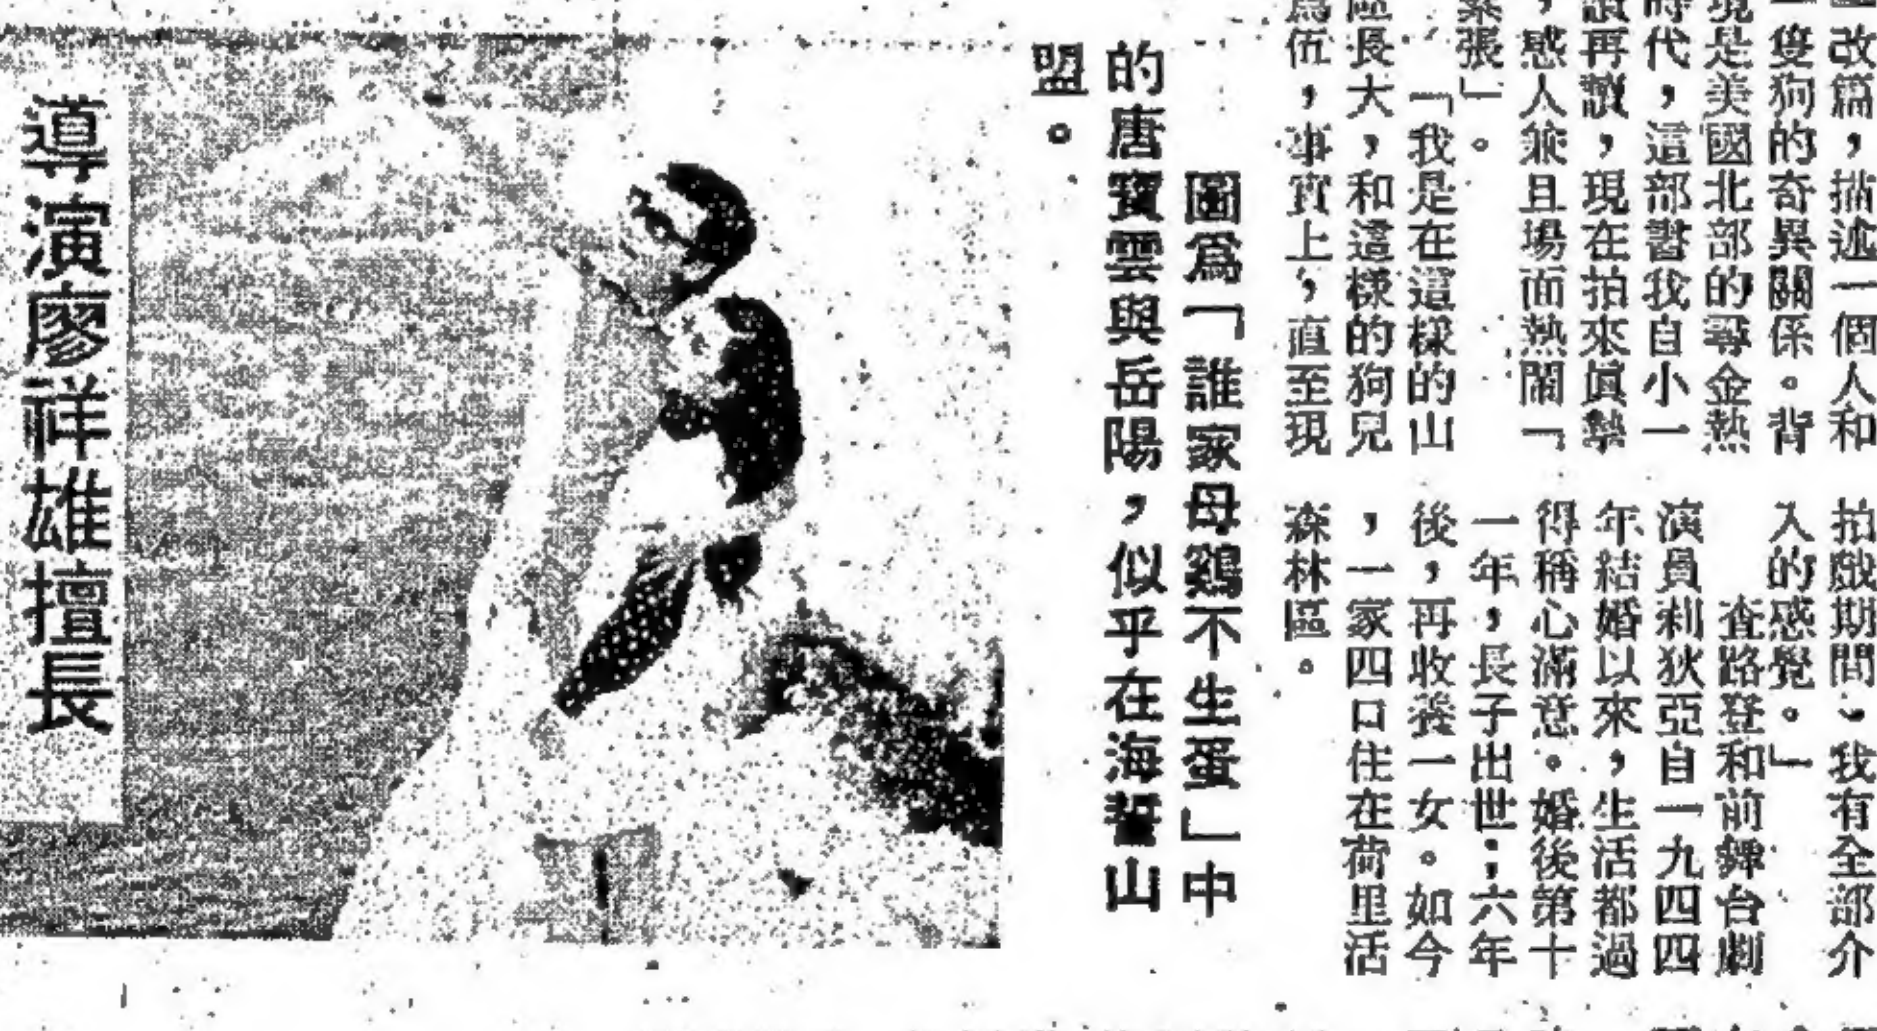 改篇，描述一個人和
一隻狗的奇異關係。背
境是美國北部的尋金熱
時代，這部書我自小一
讀再讀，現在拍來眞摯
，感人兼且場面熱鬧「
緊張」。
「我是在這樣的山
區長大，和這樣的狗兒
爲伍，事實上，直至現
拍戲期間、我有全部介
入的感覺。」
查路登和前舞台劇
演員利狄亞自一九四四
年結婚以來，生活都過
得稱心滿意。婚後第十
一年，長子出世；六年
後，再收養一女。如今
，一家四口住在荷里活
森林區。
圖爲「誰家母鷄不生蛋」中
的唐寶雲與岳陽，似乎在海誓山
盟。
導演廖祥雄擅長